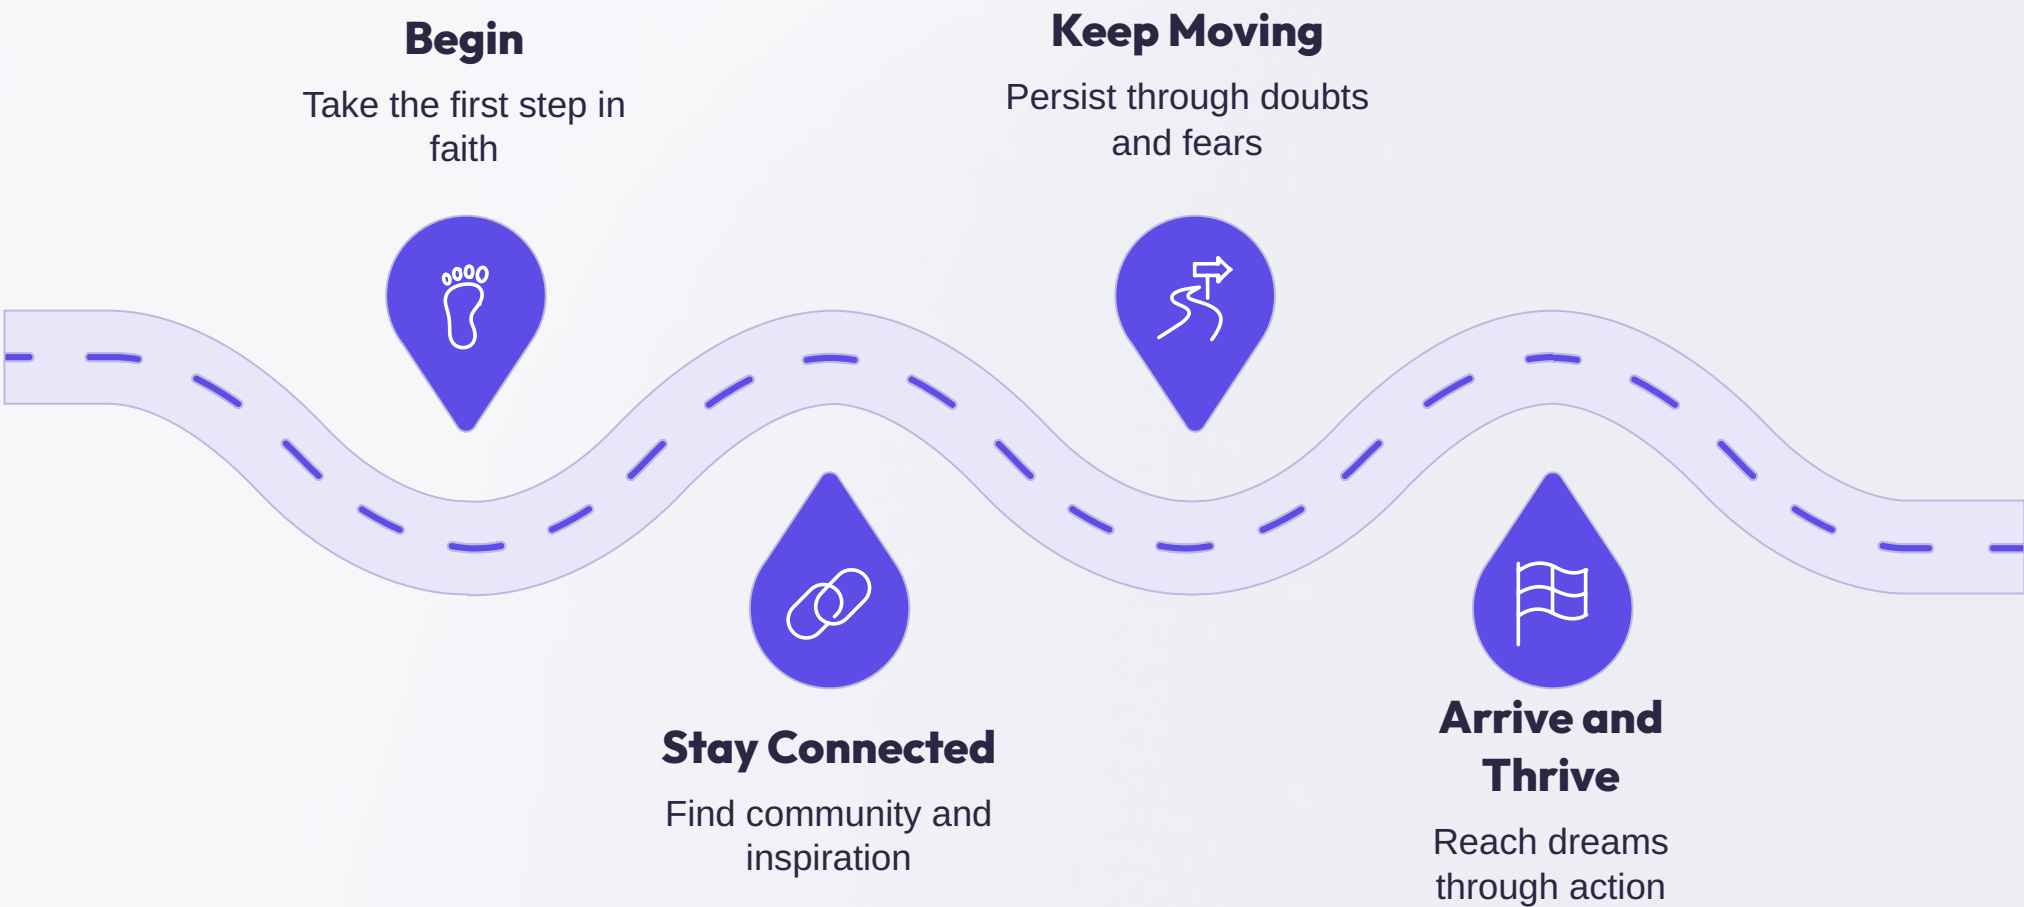 Begin
Take the first step in
faith
Stay Connected
Find community and
inspiration
Keep Moving
Persist through doubts
and fears
Arrive and
Thrive
Reach dreams
through action